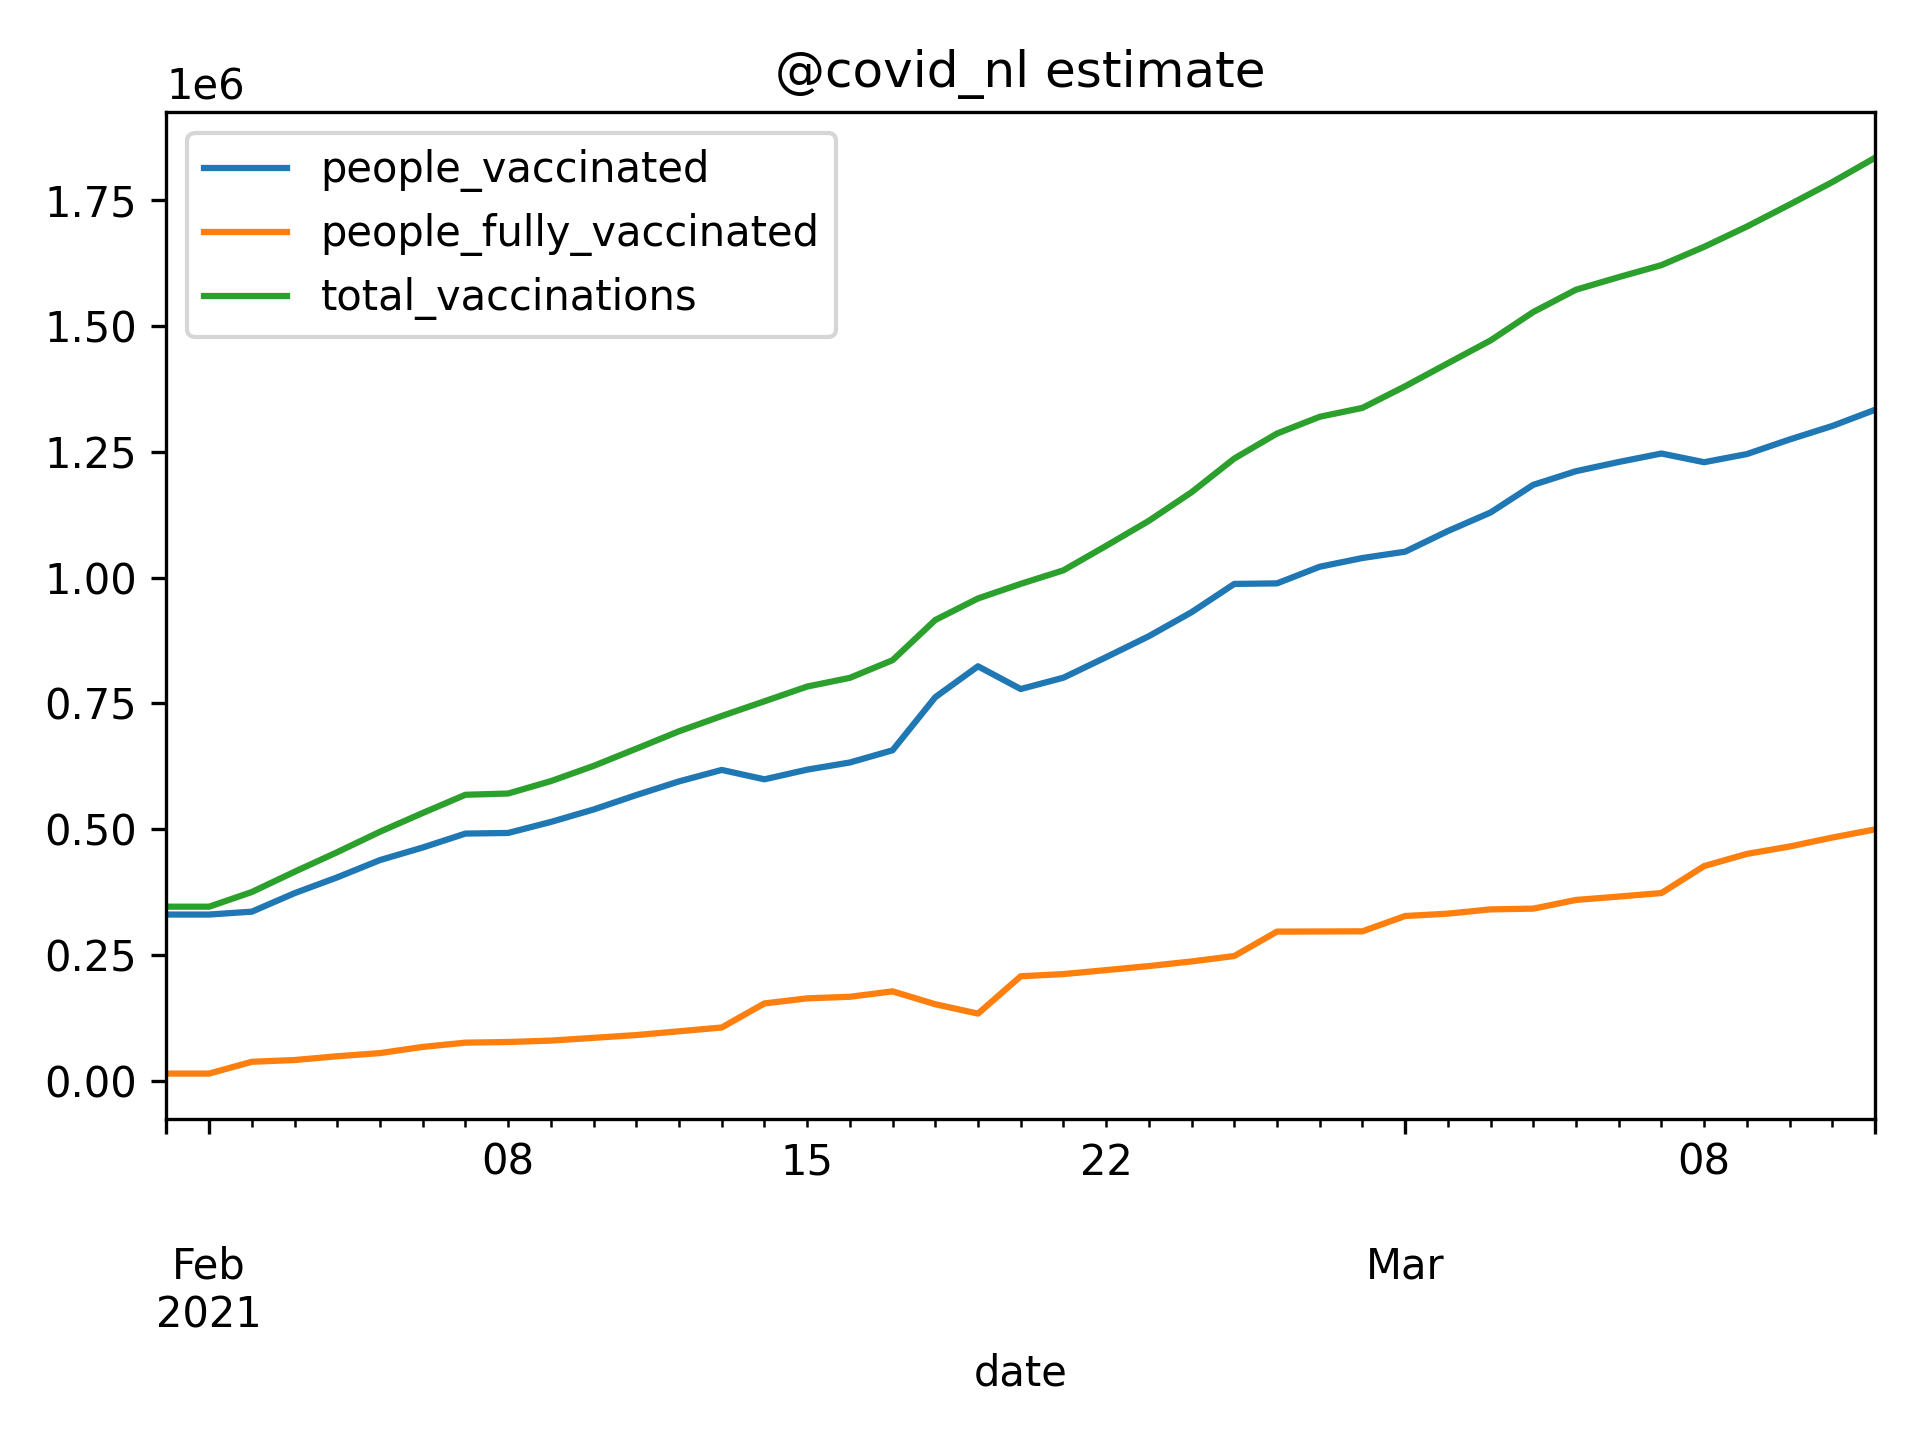 @covid_nl estimate
1e6
people_vaccinated
people_fully_vaccinated
total_vaccinations
1.75
1.50
1.25
1.00
0.75
0.50
0.25
0.00
08
15
22
08
Feb
Mar
2021
date